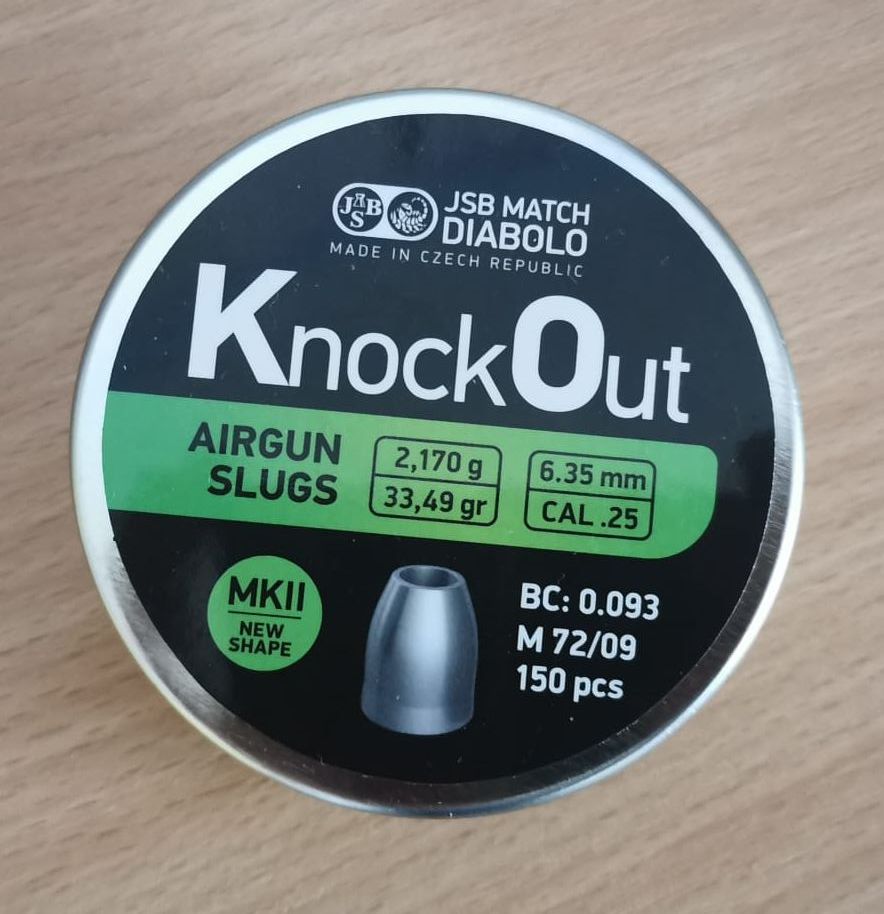 JSB
JSB MATCH
DIABOLO
MADE IN CZECH REPUBLIC
KnockOut
AIRGUN
SLUGS
2,170 g
33,49 gr
6.35 mm
CAL .25
MKII
NEW
SHAPE
BC: 0.093
M 72/09
150 pcs